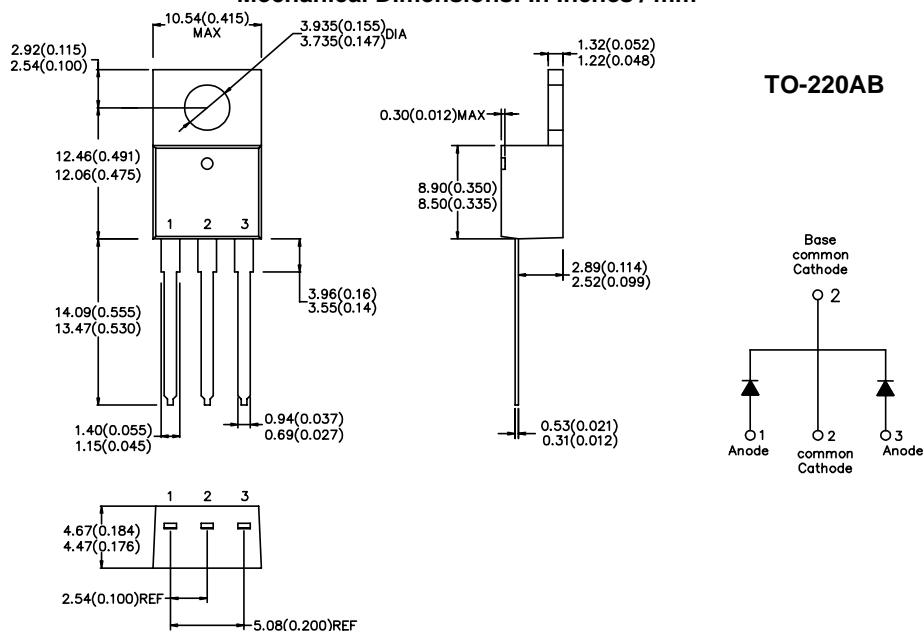 Mechanical Dimensions: In Inches / mm
10.54(0.415)
MAX
3.935(0.155)
3.735(0.147)
DIA
2.92(0.115)
2.54(0.100)
1.32(0.052)
1.22(0.048)
TO-220AB
0.30(0.012)MAX
12.46(0.491)
12.06(0.475)
8.90(0.350)
8.50(0.335)
1 2 3
Base
common
Cathode
2
2.89(0.114)
2.52(0.099)
3.96(0.16)
3.55(0.14)
14.09(0.555)
13.47(0.530)
0.94(0.037)
0.69(0.027)
1.40(0.055)
1.15(0.045)
0.53(0.021)
0.31(0.012)
1
Anode
2
common
Cathode
3
Anode
1 2 3
4.67(0.184)
4.47(0.176)
2.54(0.100)REF
5.08(0.200)REF